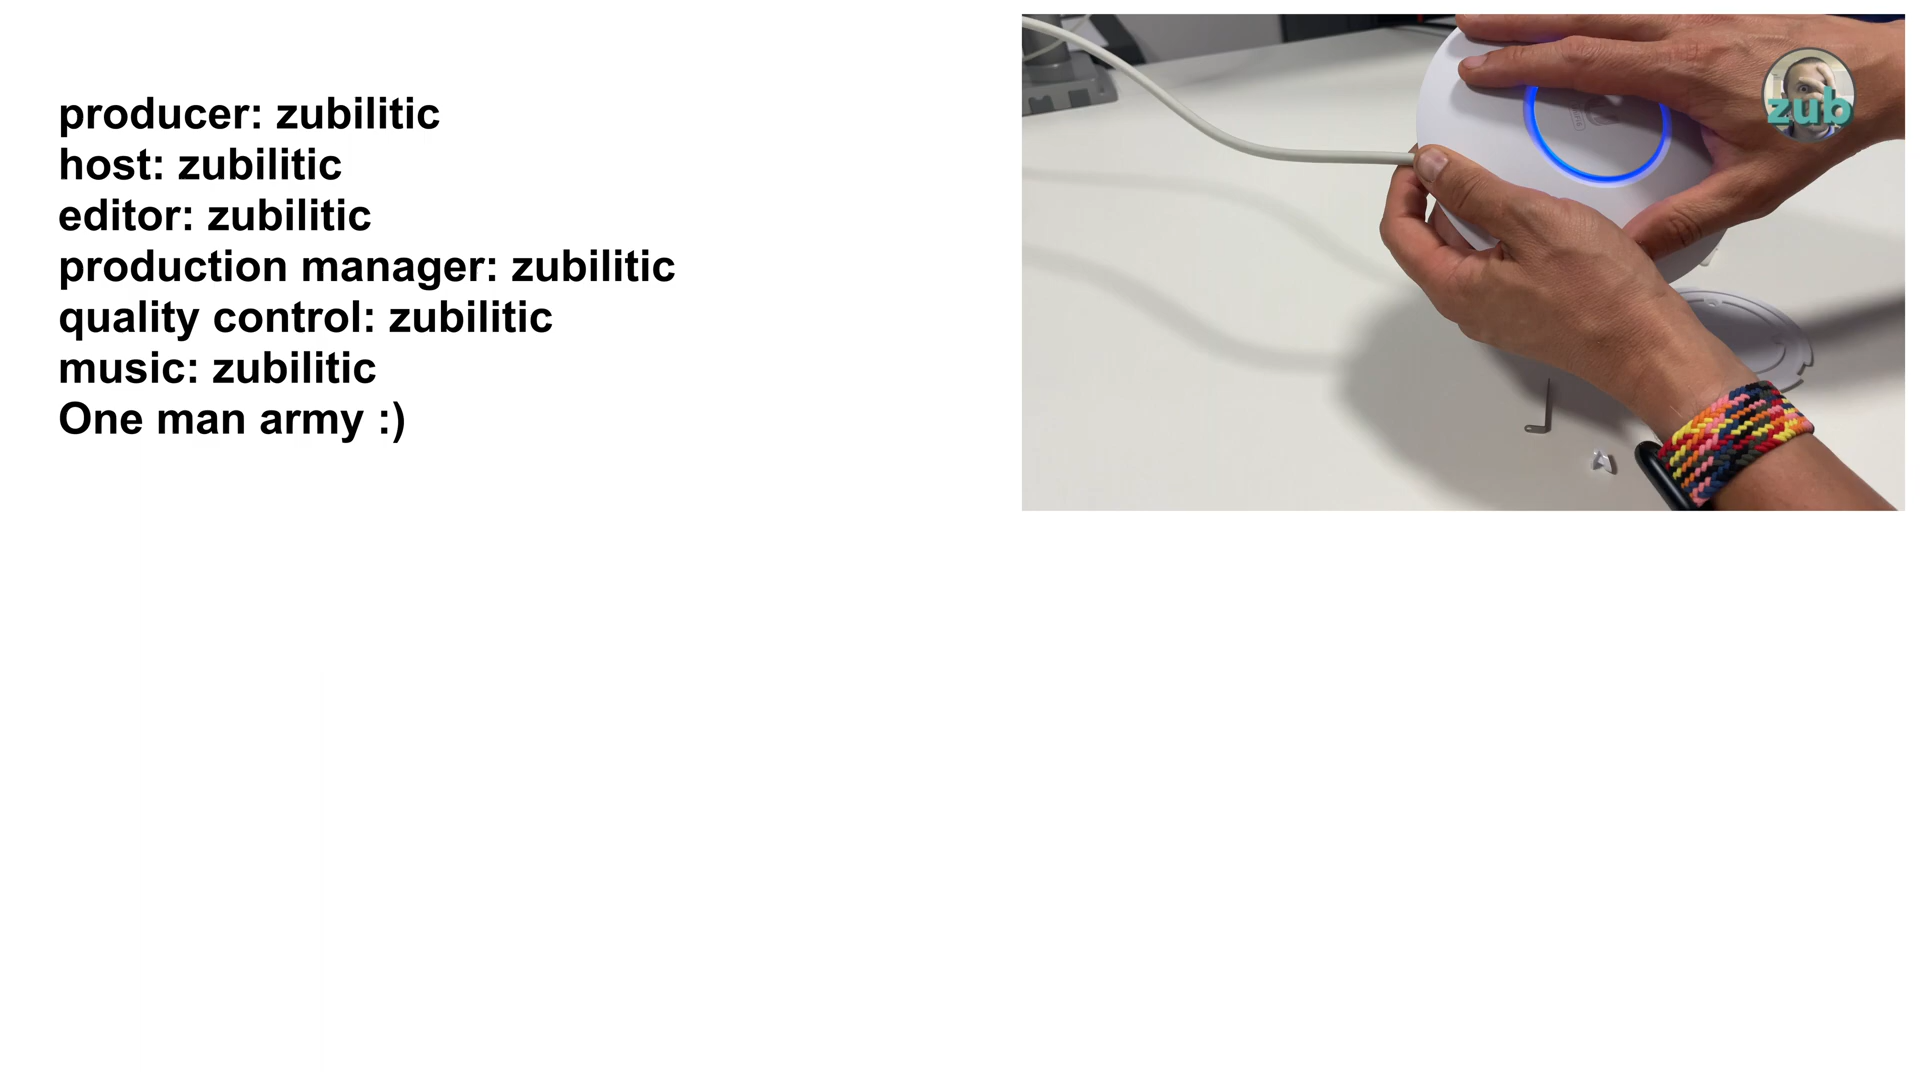 producer: zubilitic
host: zubilitic
editor: zubilitic
production manager: zubilitic
quality control: zubilitic
music: zubilitic
One man army :)
zub